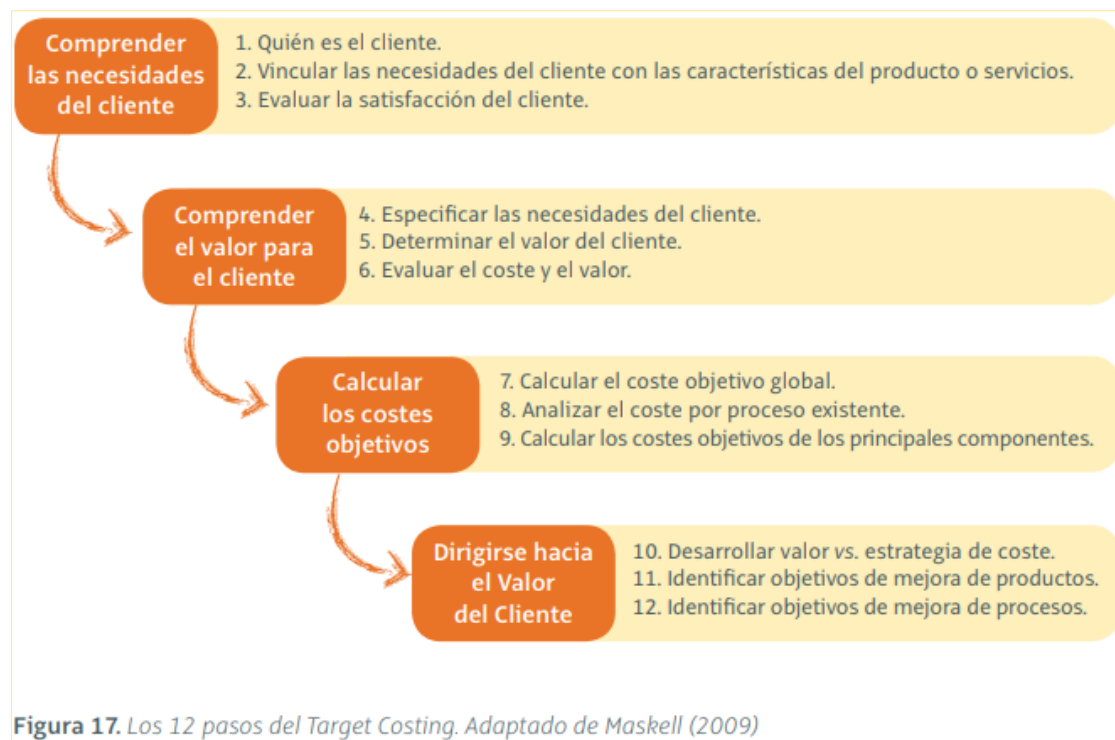 Comprender
las necesidades
del cliente
1. Quién es el cliente.
2. Vincular las necesidades del cliente con las características del producto o servicios.
3. Evaluar la satisfacción del cliente.
Comprender
el valor para
el cliente
4. Especificar las necesidades del cliente.
5. Determinar el valor del cliente.
6. Evaluar el coste y el valor.
Calcular
los costes
objetivos
7. Calcular el coste objetivo global.
8. Analizar el coste por proceso existente.
9. Calcular los costes objetivos de los principales componentes.
Dirigirse hacia
el Valor
del Cliente
10. Desarrollar valor vs. estrategia de coste.
11. Identificar objetivos de mejora de productos.
12. Identificar objetivos de mejora de procesos.
Figura 17. Los 12 pasos del Target Costing. Adaptado de Maskell (2009)